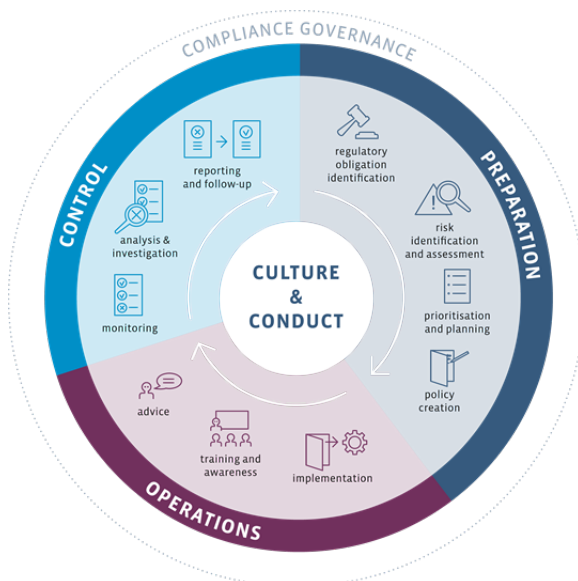 COMPLIANCE GOVERNANCE
PREPARATION
regulatory
obligation
identification
risk
identification
and assessment
prioritisation
and planning
policy
creation
OPERATIONS
implementation
training and
awareness
advice
CONTROL
monitoring
analysis &
investigation
reporting
and follow-up
CULTURE
&
CONDUCT